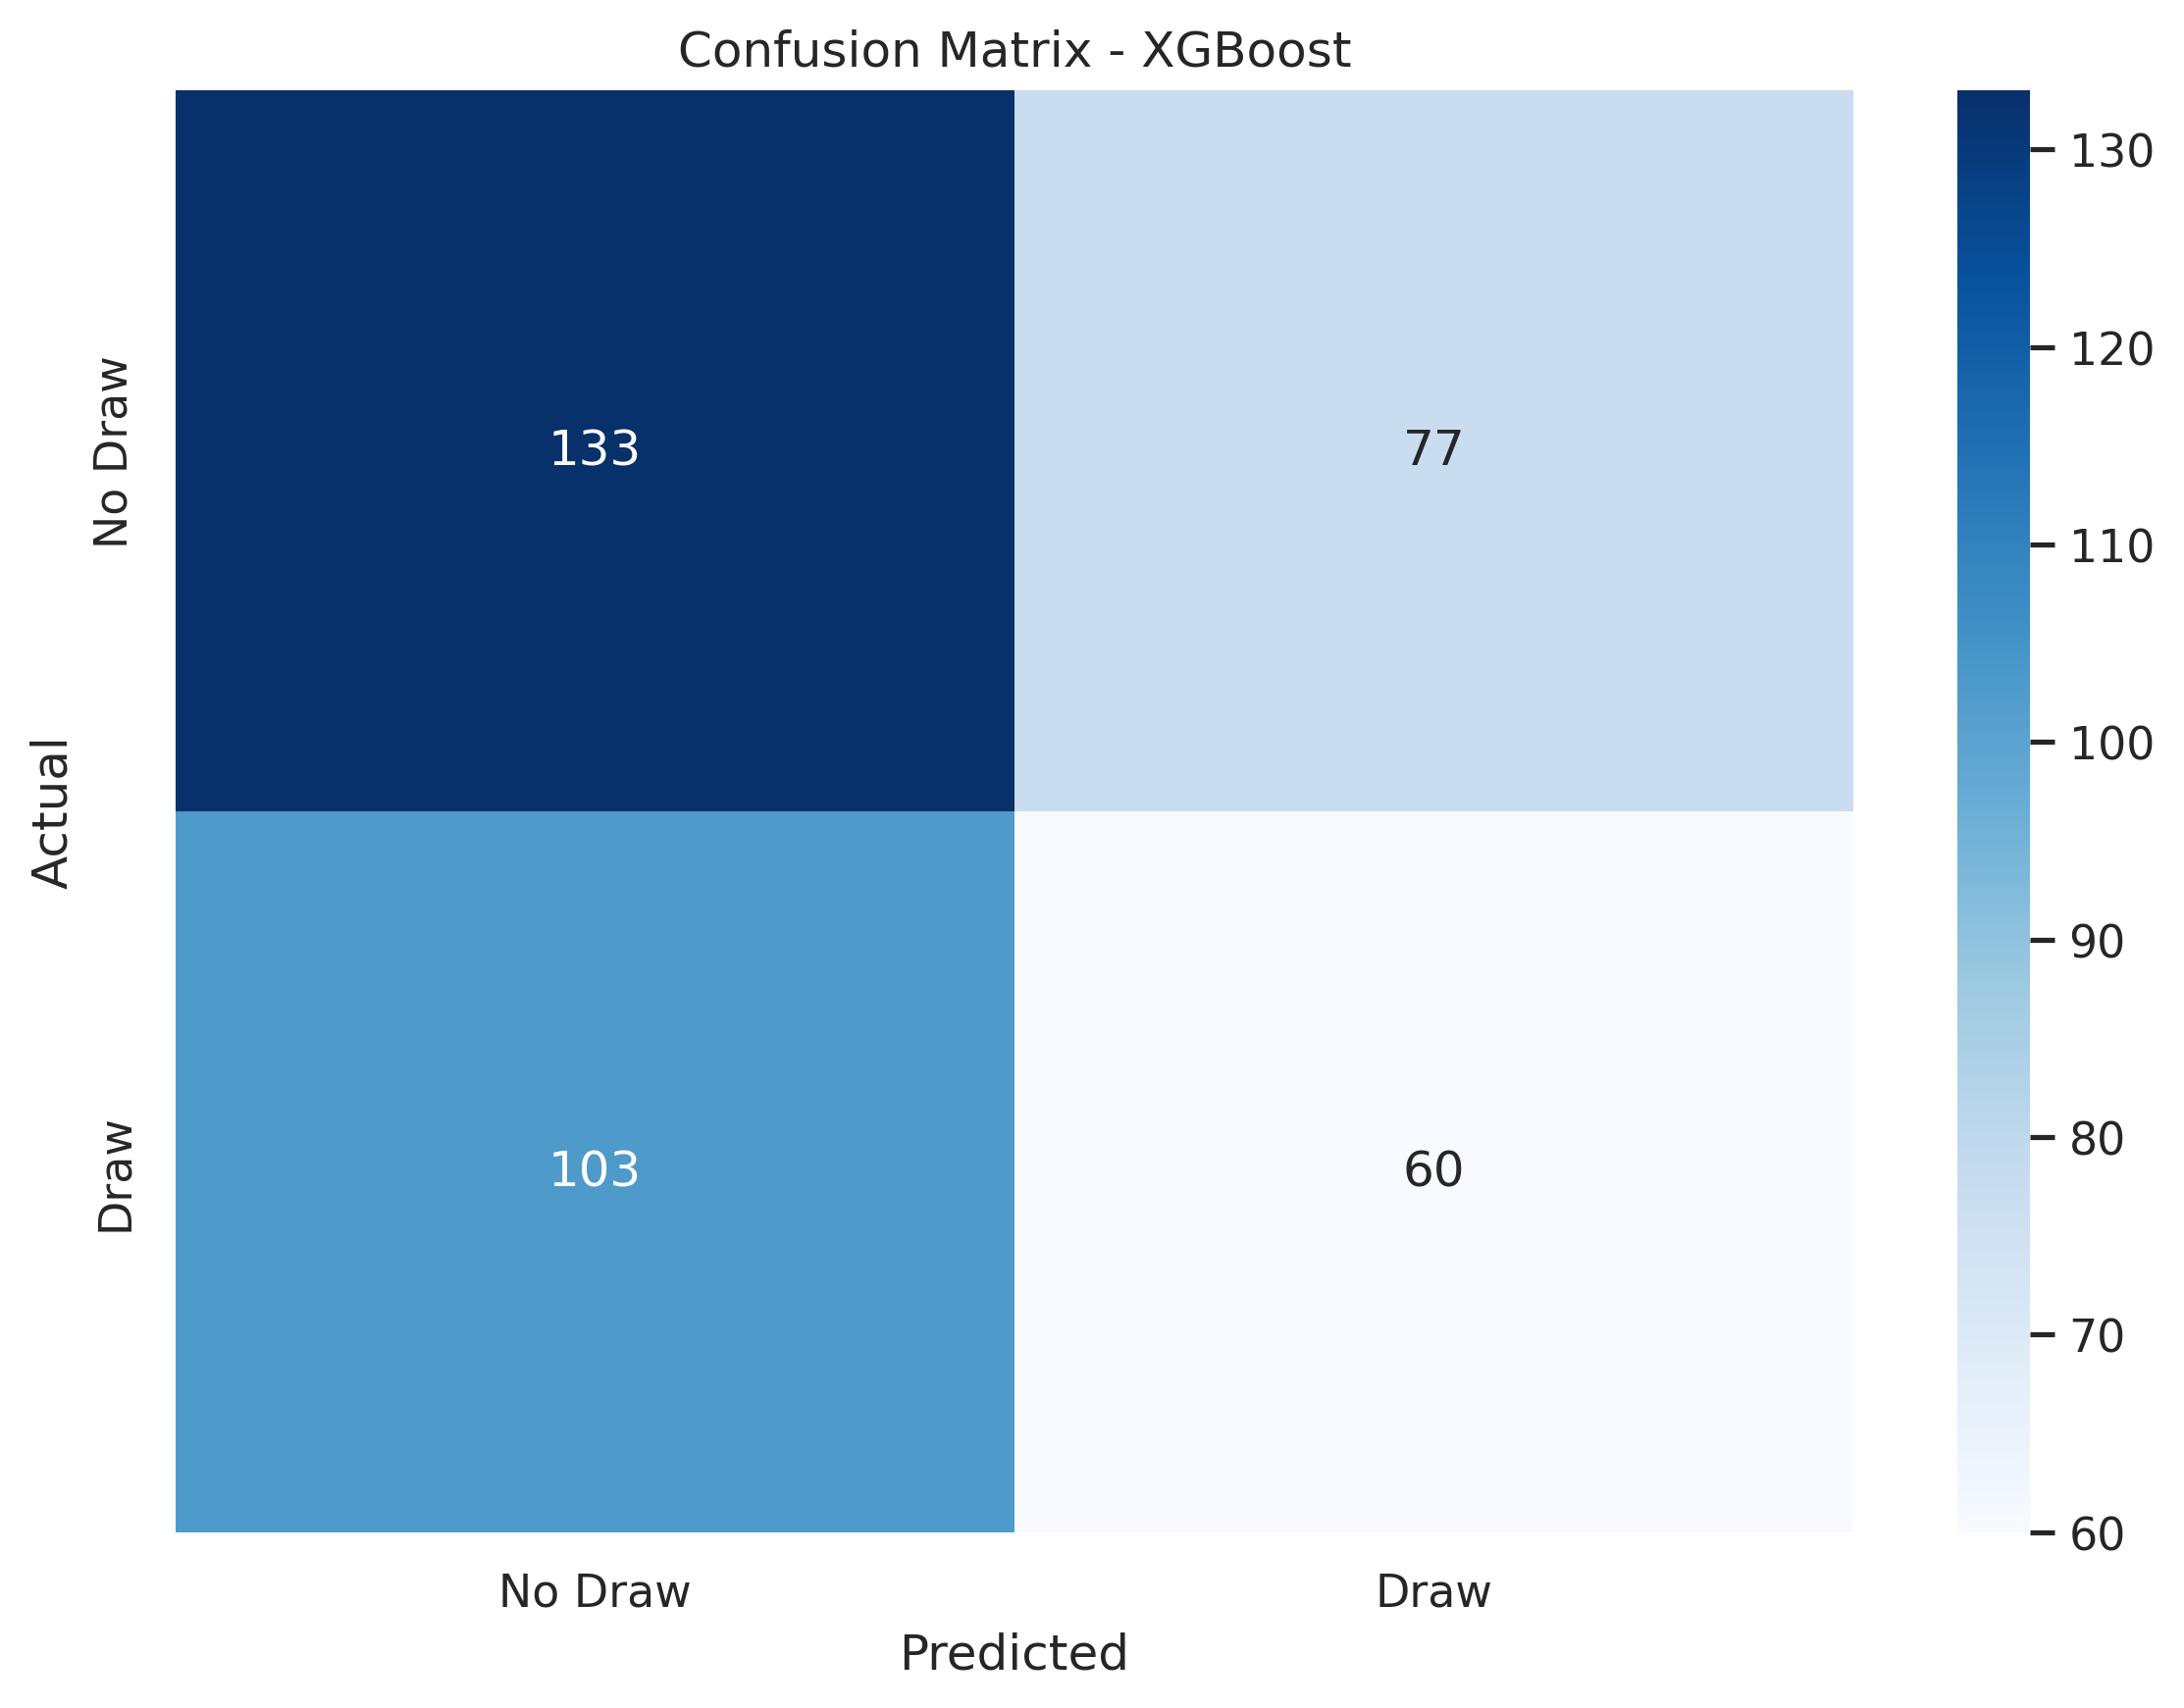 Confusion Matrix - XGBoost
Actual
No Draw
Draw
133
77
103
60
No Draw
Draw
Predicted
130
120
110
100
90
80
70
60